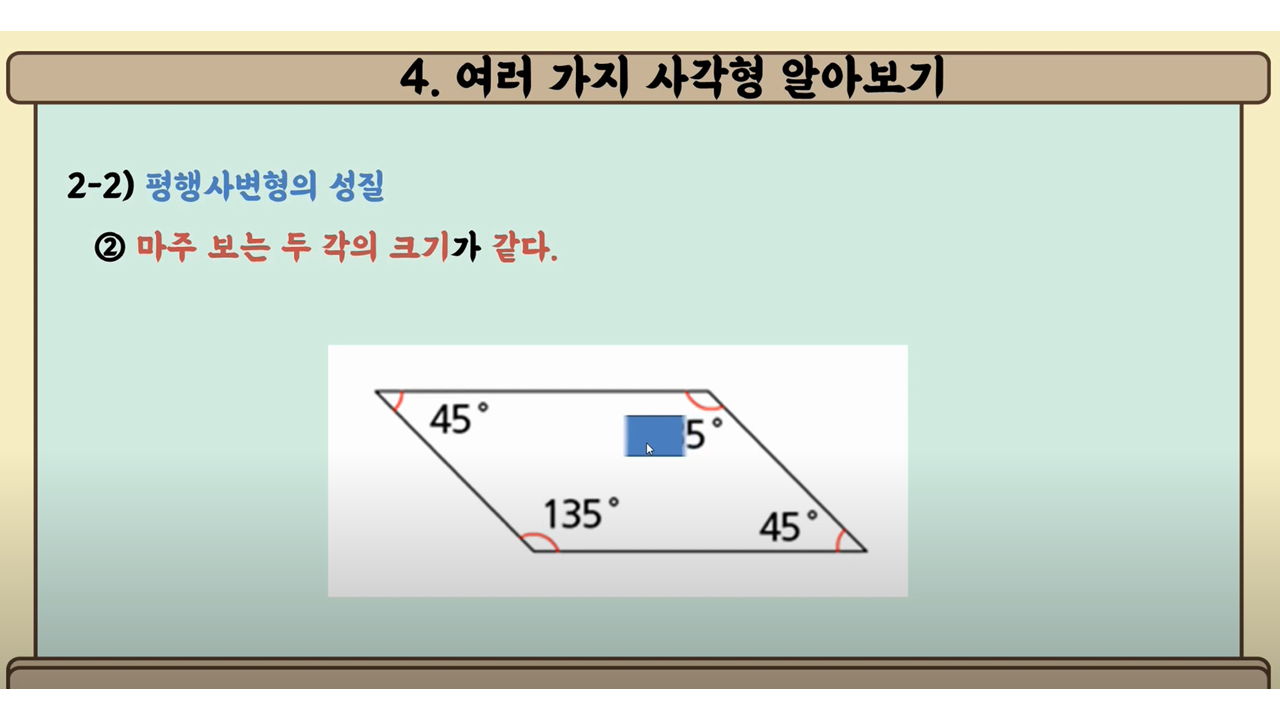 4. 여러 가지 사각형 알아보기
2-2) 평행사변형의 성질
② 마주 보는 두 각의 크기가 같다.
45°
5°
135°
45°